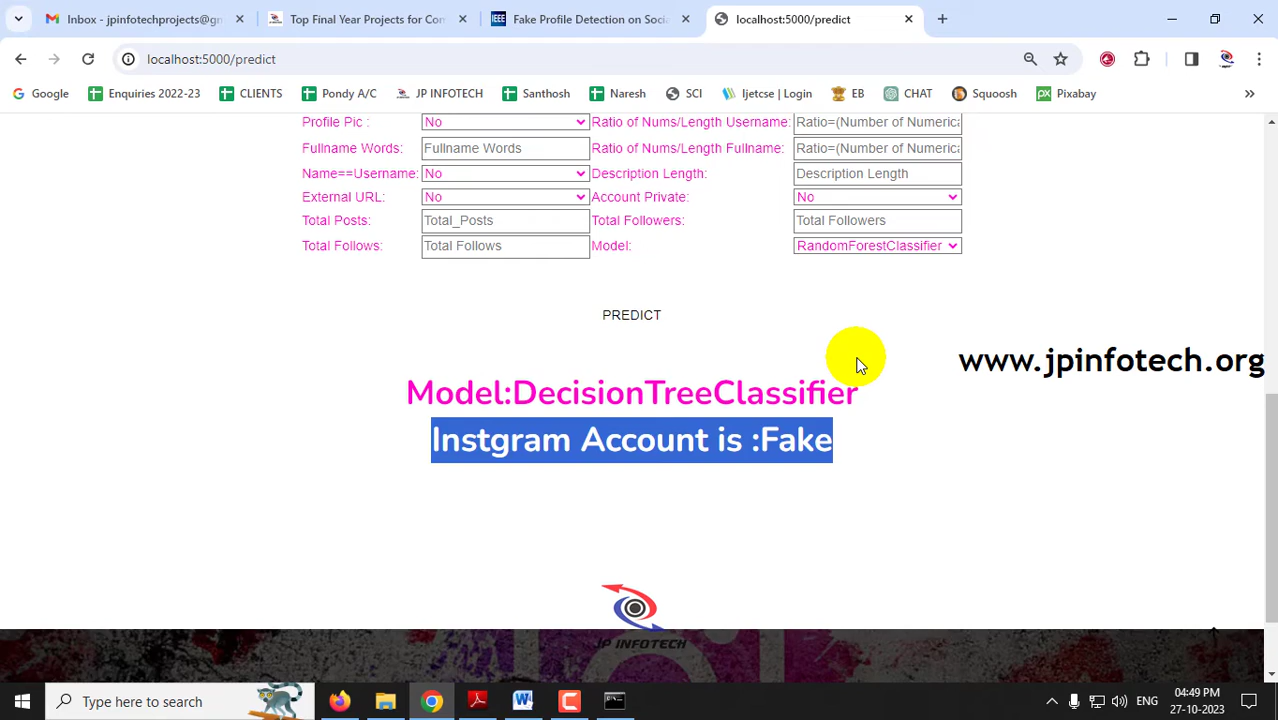 Inbox - jpinfotechprojects@gm
Top Final Year Projects for Com
Fake Profile Detection on Socia
localhost:5000/predict
localhost:5000/predict
Google
Enquiries 2022-23
CLIENTS
Pondy A/C
JP INFOTECH
Santhosh
Naresh
SCI
Ijetcse | Login
EB
CHAT
Squoosh
Pixabay
Profile Pic : No Ratio of Nums/Length Username: Ratio=(Number of Numerica
Fullname Words: Fullname Words Ratio of Nums/Length Fullname: Ratio=(Number of Numerica
Name==Username: No Description Length: Description Length
External URL: No Account Private: No
Total Posts: Total_Posts Total Followers: Total Followers
Total Follows: Total Follows Model: RandomForestClassifier
PREDICT
www.jpinfotech.org
Model:DecisionTreeClassifier
Instgram Account is :Fake
JP INFOTECH
Type here to search
ENG
04:49 PM
27-10-2023